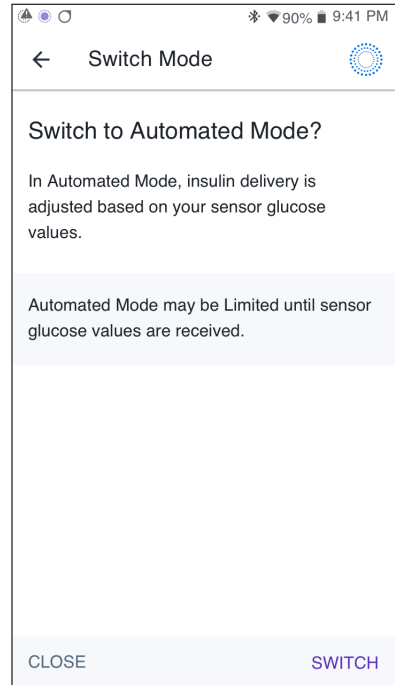 90% 9:41 PM
Switch Mode
Switch to Automated Mode?
In Automated Mode, insulin delivery is
adjusted based on your sensor glucose
values.
Automated Mode may be Limited until sensor
glucose values are received.
CLOSE SWITCH